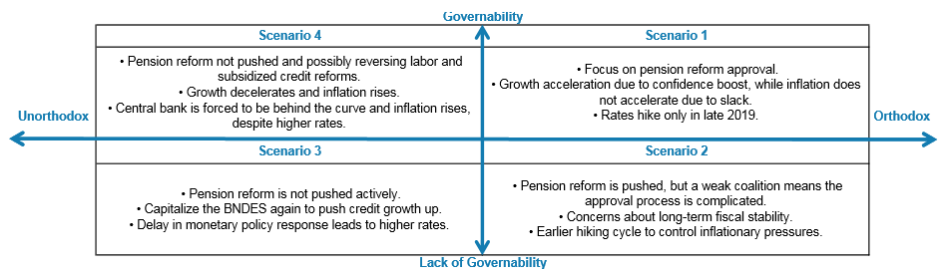 Governability
Scenario 4
Scenario 1
• Pension reform not pushed and possibly reversing labor and
subsidized credit reforms.
• Growth decelerates and inflation rises.
• Central bank is forced to be behind the curve and inflation rises,
despite higher rates.
• Focus on pension reform approval.
• Growth acceleration due to confidence boost, while inflation does
not accelerate due to slack.
• Rates hike only in late 2019.
Unorthodox
Orthodox
Scenario 3
Scenario 2
• Pension reform is not pushed actively.
• Capitalize the BNDES again to push credit growth up.
• Delay in monetary policy response leads to higher rates.
• Pension reform is pushed, but a weak coalition means the
approval process is complicated.
• Concerns about long-term fiscal stability.
• Earlier hiking cycle to control inflationary pressures.
Lack of Governability